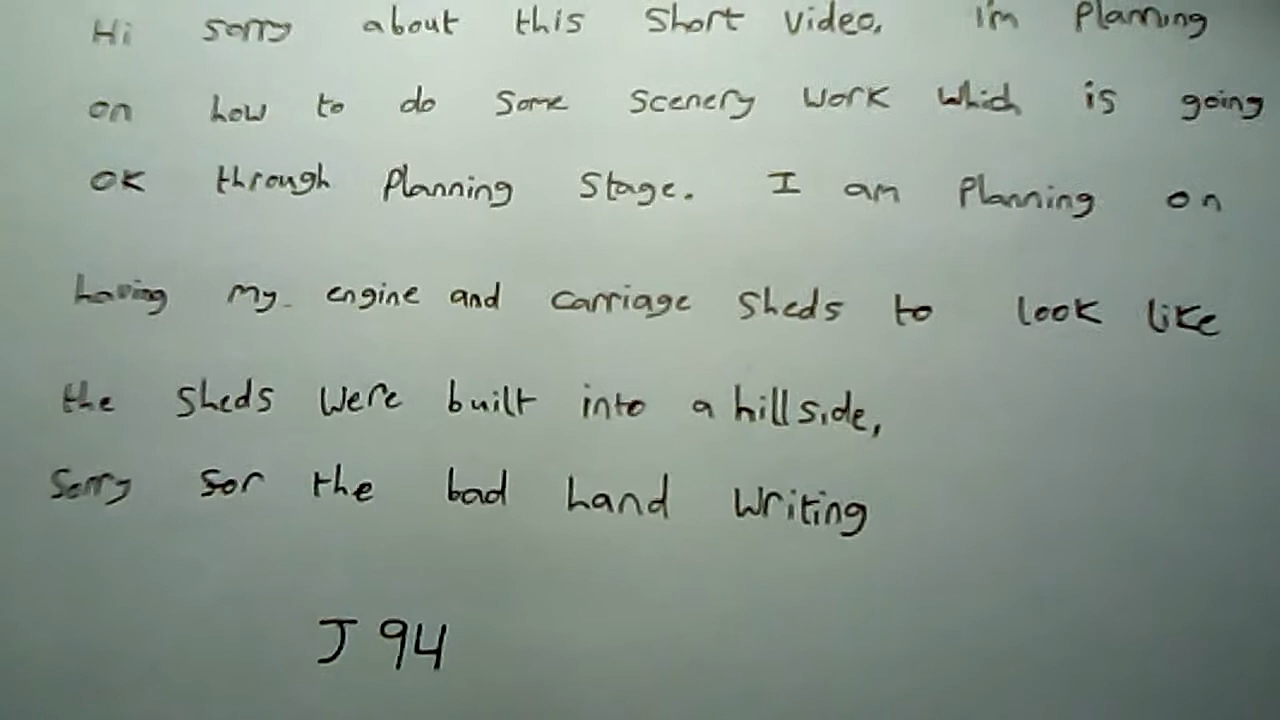 Hi sorry about this short video. I'm planning
on how to do some scenery work which is going
OK through planning stage. I am planning on
having my engine and carriage sheds to look like
the sheds were built into a hillside,
Sorry for the bad hand writing
J 94